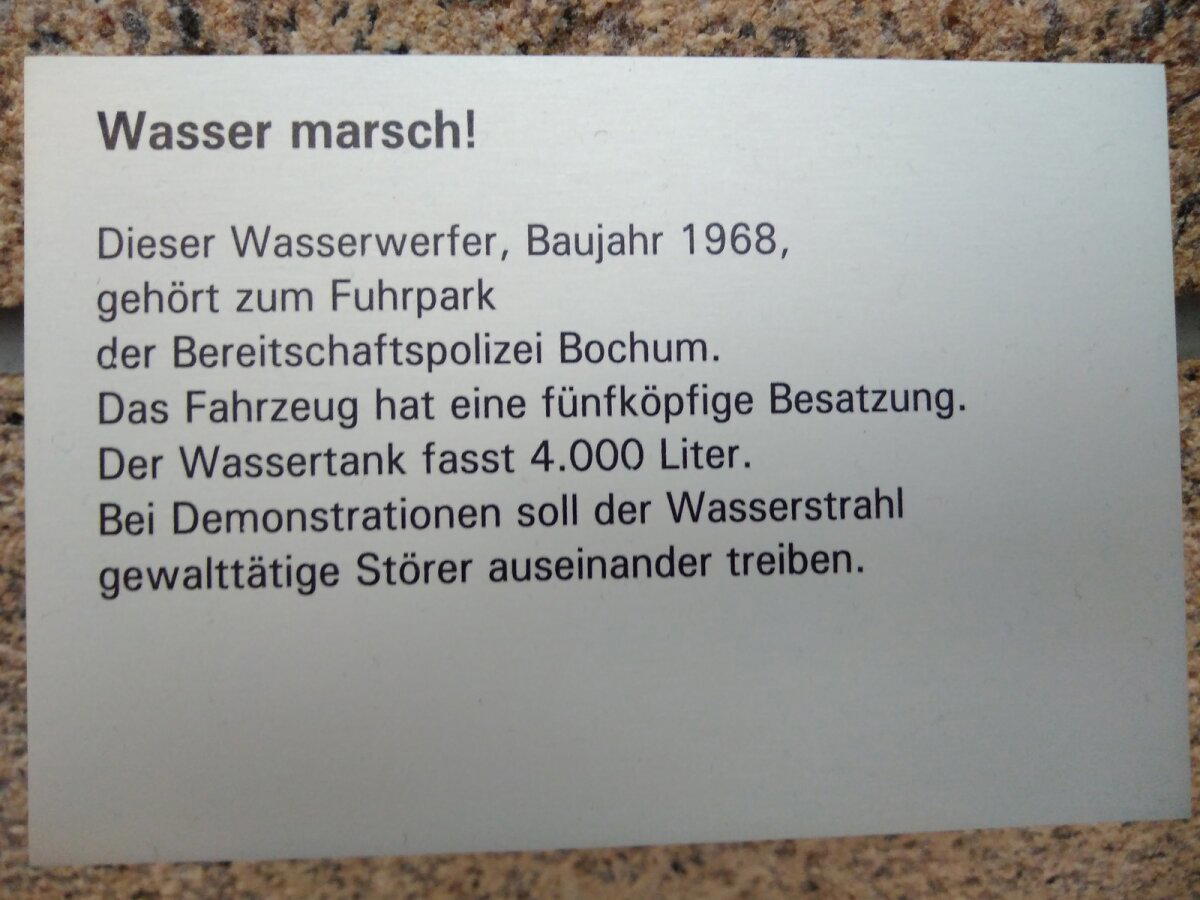 Wasser marsch!
Dieser Wasserwerfer, Baujahr 1968,
gehört zum Fuhrpark
der Bereitschaftspolizei Bochum.
Das Fahrzeug hat eine fünfköpfige Besatzung.
Der Wassertank fasst 4.000 Liter.
Bei Demonstrationen soll der Wasserstrahl
gewalttätige Störer auseinander treiben.